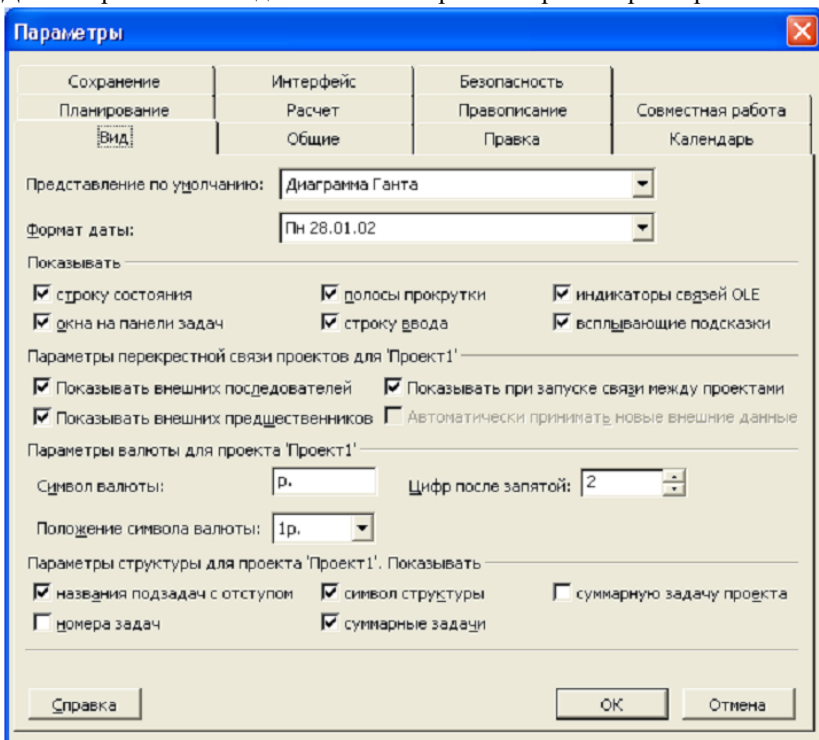 Параметры
Сохранение Интерфейс Безопасность
Планирование Расчет Правописание Совместная работа
Вид Общие Правка Календарь
Представление по умолчанию: Диаграмма Ганта
Формат даты: Пн 28.01.02
Показывать
строку состояния полосы прокрутки индикаторы связей OLE
окна на панели задач строку ввода всплывающие подсказки
Параметры перекрестной связи проектов для 'Проект1'
Показывать внешних последователей Показывать при запуске связи между проектами
Показывать внешних предшественников Автоматически принимать новые внешние данные
Параметры валюты для проекта 'Проект1'
Символ валюты: р. Цифр после запятой: 2
Положение символа валюты: 1р.
Параметры структуры для проекта 'Проект1'. Показывать
названия подзадач с отступом символ структуры суммарную задачу проекта
номера задач суммарные задачи
Справка ОК Отмена